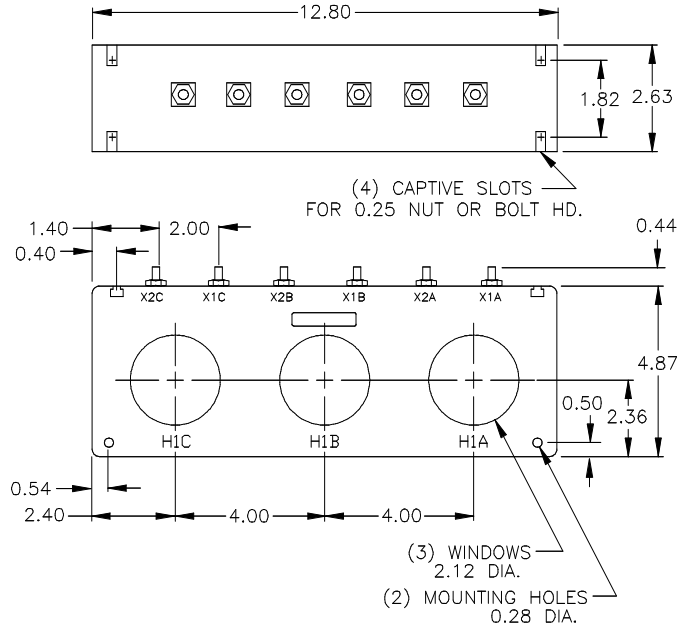 12.80
1.82 2.63
(4) CAPTIVE SLOTS
FOR 0.25 NUT OR BOLT HD.
1.40
2.00
0.44
0.40
X2C X1C X2B X1B X2A X1A
4.87
0.50
2.36
H1C H1B H1A
0.54
2.40 4.00 4.00
(3) WINDOWS
2.12 DIA.
(2) MOUNTING HOLES
0.28 DIA.